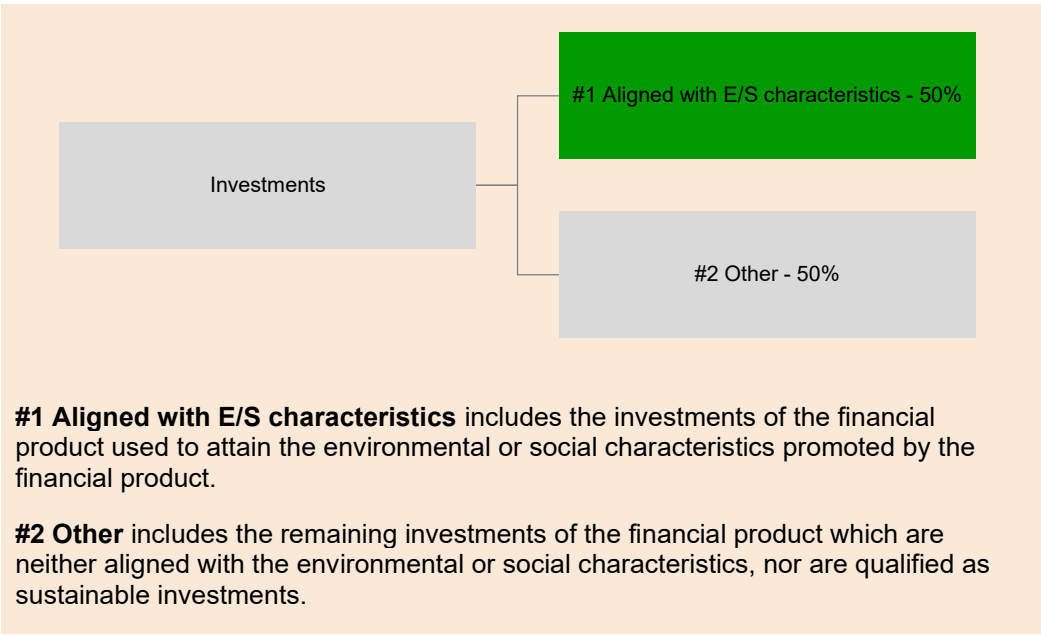 #1 Aligned with E/S characteristics - 50%
Investments
#2 Other - 50%
#1 Aligned with E/S characteristics includes the investments of the financial
product used to attain the environmental or social characteristics promoted by the
financial product.
#2 Other includes the remaining investments of the financial product which are
neither aligned with the environmental or social characteristics, nor are qualified as
sustainable investments.